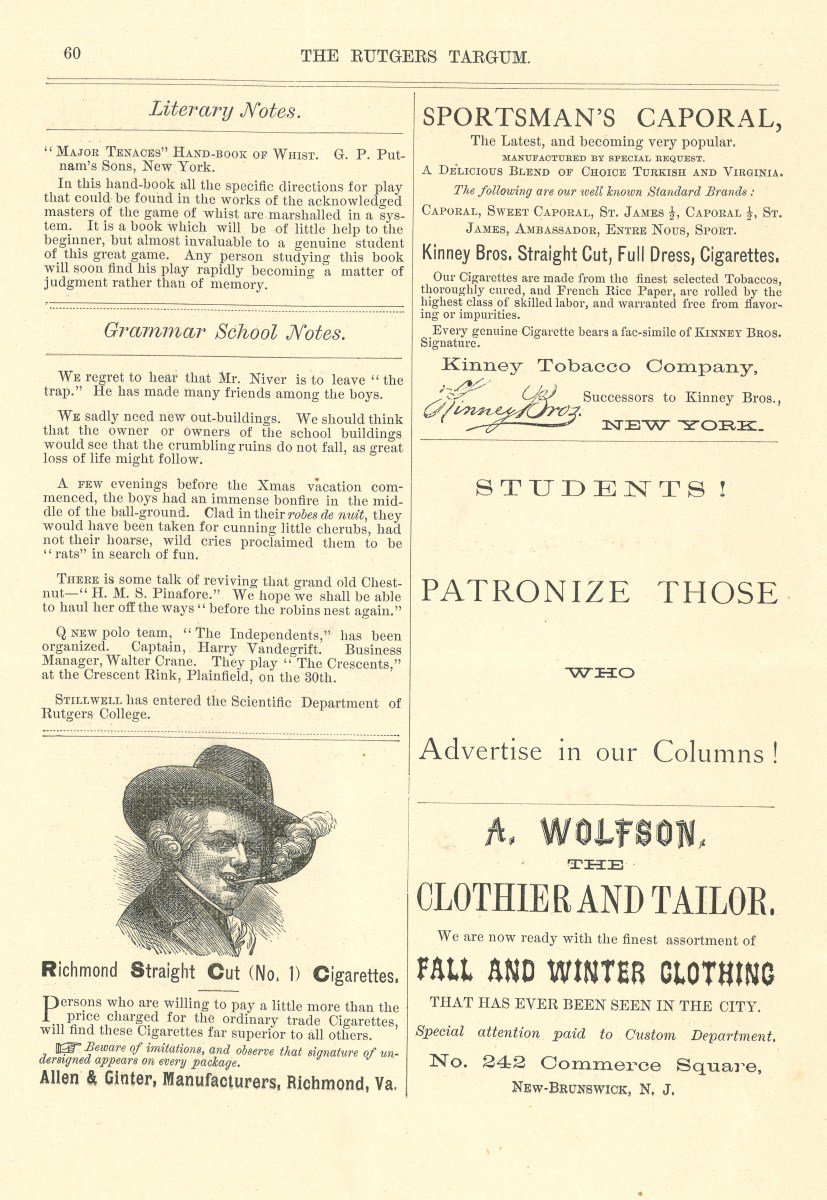 60
THE RUTGERS TARGUM.
Literary Notes.
“ MAJOR TENACES” HAND-BOOK OF WHIST. G. P. Put-
nam's Sons, New York.
In this hand-book all the specific directions for play
that could be found in the works of the acknowledged
masters of the game of whist are marshalled in a sys-
tem. It is a book which will be of little help to the
beginner, but almost invaluable to a genuine student
of this great game. Any person studying this book
will soon find his play rapidly becoming a matter of
judgment rather than of memory.
Grammar School Notes.
WE regret to hear that Mr. Niver is to leave “ the
trap.” He has made many friends among the boys.
WE sadly need new out-buildings. We should think
that the owner or owners of the school buildings
would see that the crumbling ruins do not fall, as great
loss of life might follow.
A FEW evenings before the Xmas vacation com-
menced, the boys had an immense bonfire in the mid-
dle of the ball-ground. Clad in their robes de nuit, they
would have been taken for cunning little cherubs, had
not their hoarse, wild cries proclaimed them to be
“ rats” in search of fun.
THERE is some talk of reviving that grand old Chest-
nut—“ H. M. S. Pinafore.” We hope we shall be able
to haul her off the ways “ before the robins nest again.”
Q NEW polo team, “ The Independents,” has been
organized. Captain, Harry Vandegrift. Business
Manager, Walter Crane. They play “ The Crescents,”
at the Crescent Rink, Plainfield, on the 30th.
STILLWELL has entered the Scientific Department of
Rutgers College.
Richmond Straight Cut (No. 1) Cigarettes.
Persons who are willing to pay a little more than the
price charged for the ordinary trade Cigarettes,
will find these Cigarettes far superior to all others.
☞ Beware of imitations, and observe that signature of un-
dersigned appears on every package.
Allen & Ginter, Manufacturers, Richmond, Va.
SPORTSMAN'S CAPORAL,
The Latest, and becoming very popular.
MANUFACTURED BY SPECIAL REQUEST.
A DELICIOUS BLEND OF CHOICE TURKISH AND VIRGINIA.
The following are our well known Standard Brands :
CAPORAL, SWEET CAPORAL, ST. JAMES ½, CAPORAL ½, ST.
JAMES, AMBASSADOR, ENTRE NOUS, SPORT.
Kinney Bros. Straight Cut, Full Dress, Cigarettes.
Our Cigarettes are made from the finest selected Tobaccos,
thoroughly cured, and French Rice Paper, are rolled by the
highest class of skilled labor, and warranted free from flavor-
ing or impurities.
Every genuine Cigarette bears a fac-simile of KINNEY BROS.
Signature.
Kinney Tobacco Company,
Kinney Bros.
Successors to Kinney Bros.,
NEW YORK.
STUDENTS !
PATRONIZE THOSE
WHO
Advertise in our Columns !
A. WOLFSON,
THE
CLOTHIER AND TAILOR.
We are now ready with the finest assortment of
FALL AND WINTER CLOTHING
THAT HAS EVER BEEN SEEN IN THE CITY.
Special attention paid to Custom Department.
No. 242 Commerce Square,
NEW-BRUNSWICK, N. J.